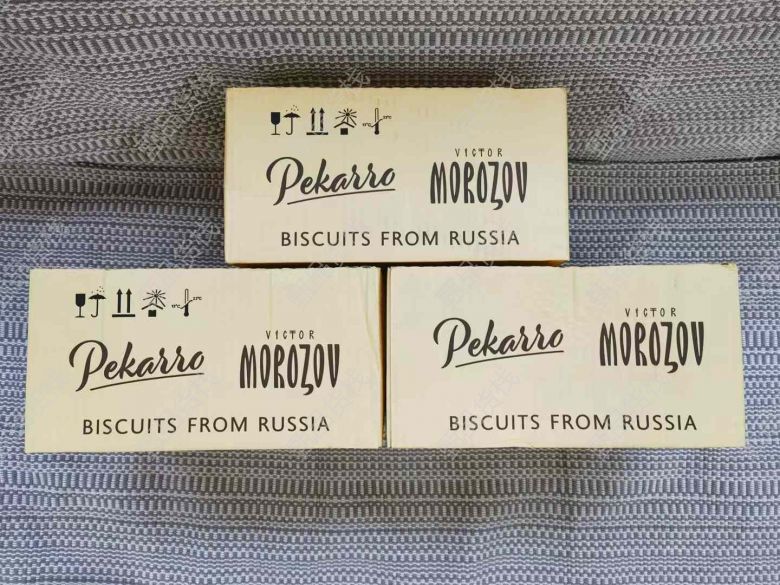 Pekarro
VICTOR
MOROZOV
BISCUITS FROM RUSSIA
Pekarro
VICTOR
MOROZOV
BISCUITS FROM RUSSIA
Pekarro
VICTOR
MOROZOV
BISCUITS FROM RUSSIA